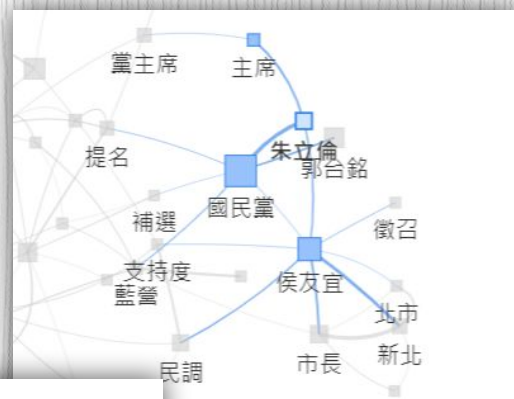 黨主席
主席
朱立倫
郭台銘
提名
國民黨
補選
徵召
支持度
侯友宜
藍營
北市
新北
市長
民調